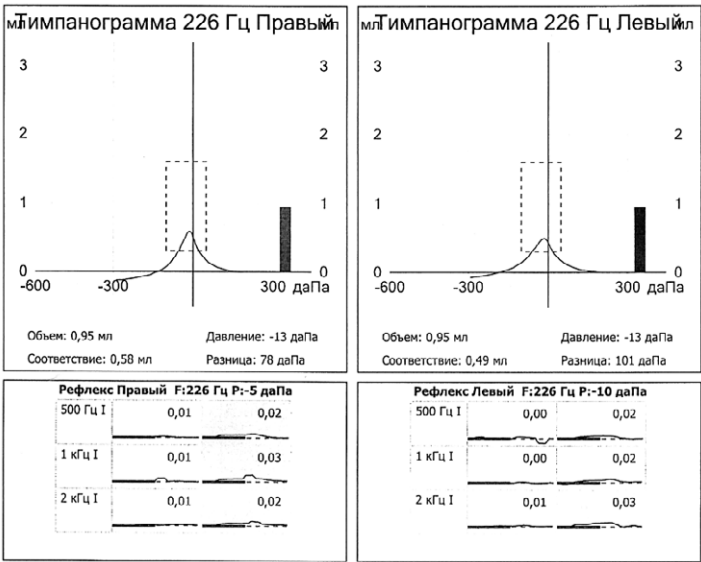 мл Тимпанограмма 226 Гц Правый мл
3 3
2 2
1 1
0 0
-600 -300 300 даПа
Объем: 0,95 мл Давление: -13 даПа
Соответствие: 0,58 мл Разница: 78 даПа
мл Тимпанограмма 226 Гц Левый мл
3 3
2 2
1 1
0 0
-600 -300 300 даПа
Объем: 0,95 мл Давление: -13 даПа
Соответствие: 0,49 мл Разница: 101 даПа
Рефлекс Правый F:226 Гц P:-5 даПа
500 Гц I 0,01 0,02
1 кГц I 0,01 0,03
2 кГц I 0,01 0,02
Рефлекс Левый F:226 Гц P:-10 даПа
500 Гц I 0,00 0,02
1 кГц I 0,00 0,02
2 кГц I 0,01 0,03